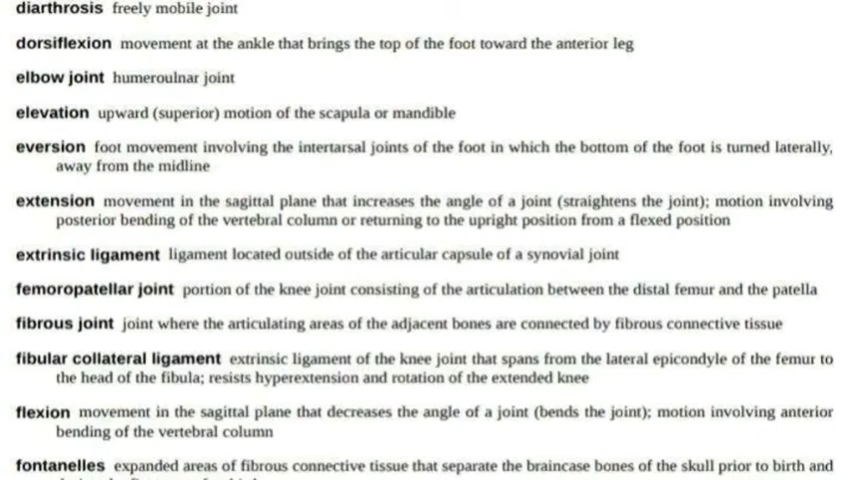 diarthrosis freely mobile joint
dorsiflexion movement at the ankle that brings the top of the foot toward the anterior leg
elbow joint humeroulnar joint
elevation upward (superior) motion of the scapula or mandible
eversion foot movement involving the intertarsal joints of the foot in which the bottom of the foot is turned laterally,
away from the midline
extension movement in the sagittal plane that increases the angle of a joint (straightens the joint); motion involving
posterior bending of the vertebral column or returning to the upright position from a flexed position
extrinsic ligament ligament located outside of the articular capsule of a synovial joint
femoropatellar joint portion of the knee joint consisting of the articulation between the distal femur and the patella
fibrous joint joint where the articulating areas of the adjacent bones are connected by fibrous connective tissue
fibular collateral ligament extrinsic ligament of the knee joint that spans from the lateral epicondyle of the femur to
the head of the fibula; resists hyperextension and rotation of the extended knee
flexion movement in the sagittal plane that decreases the angle of a joint (bends the joint); motion involving anterior
bending of the vertebral column
fontanelles expanded areas of fibrous connective tissue that separate the braincase bones of the skull prior to birth and